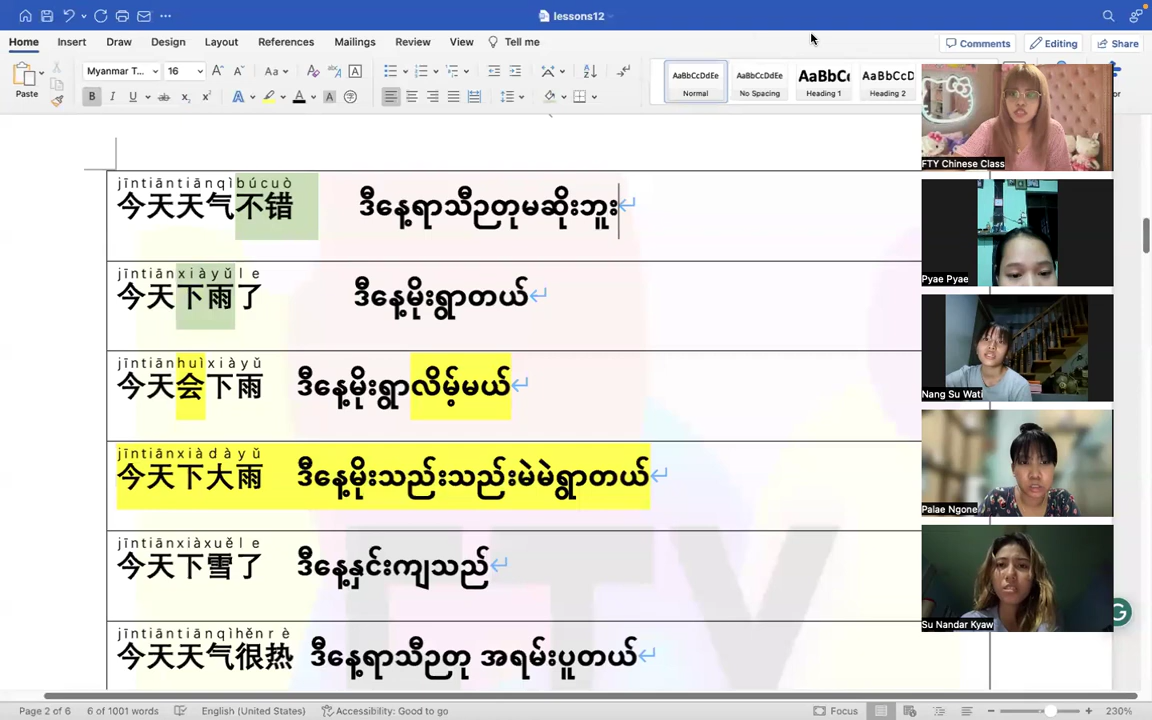 lessons12
Home Insert Draw Design Layout References Mailings Review View Tell me Comments Editing Share
Paste Myanmar T... 16 AaBbCcDdEe Normal AaBbCcDdEe No Spacing AaBbC Heading 1 AaBbCcD Heading 2
FTY Chinese Class
Pyae Pyae
Nang Su Wati
Palae Ngone
Su Nandar Kyaw
jīntiāntiānqìbúcuò
今天天气不错 ဒီနေ့ရာသီဥတုမဆိုးဘူး
jīntiānxiàyǔle
今天下雨了 ဒီနေ့မိုးရွာတယ်
jīntiānhuìxiàyǔ
今天会下雨 ဒီနေ့မိုးရွာလိမ့်မယ်
jīntiānxiàdàyǔ
今天下大雨 ဒီနေ့မိုးသည်းသည်းမဲမဲရွာတယ်
jīntiānxiàxuěle
今天下雪了 ဒီနေ့နှင်းကျသည်
jīntiāntiānqìhěnrè
今天天气很热 ဒီနေ့ရာသီဥတု အရမ်းပူတယ်
FTY
Page 2 of 6 6 of 1001 words English (United States) Accessibility: Good to go Focus 230%